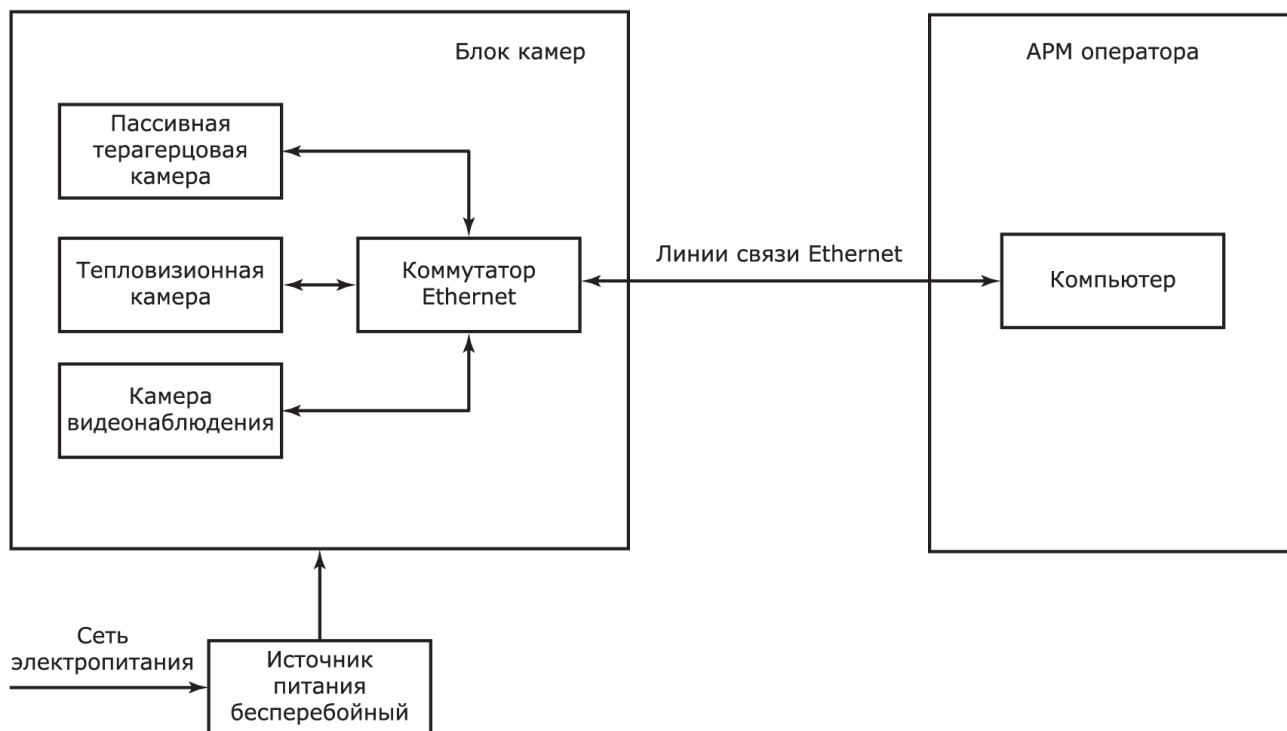 Блок камер
АРМ оператора
Пассивная
терагерцовая
камера
Тепловизионная
камера
Коммутатор
Ethernet
Линии связи Ethernet
Компьютер
Камера
видеонаблюдения
Сеть
электропитания
Источник
питания
бесперебойный